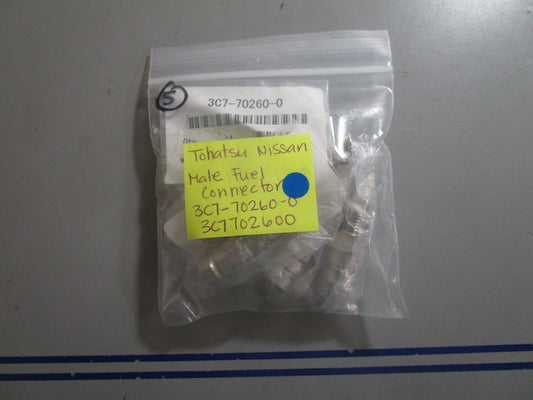 5
3C7-70260-0
Tohatsu Nissan
Male Fuel
Connector
3C7-70260-0
3C7702600